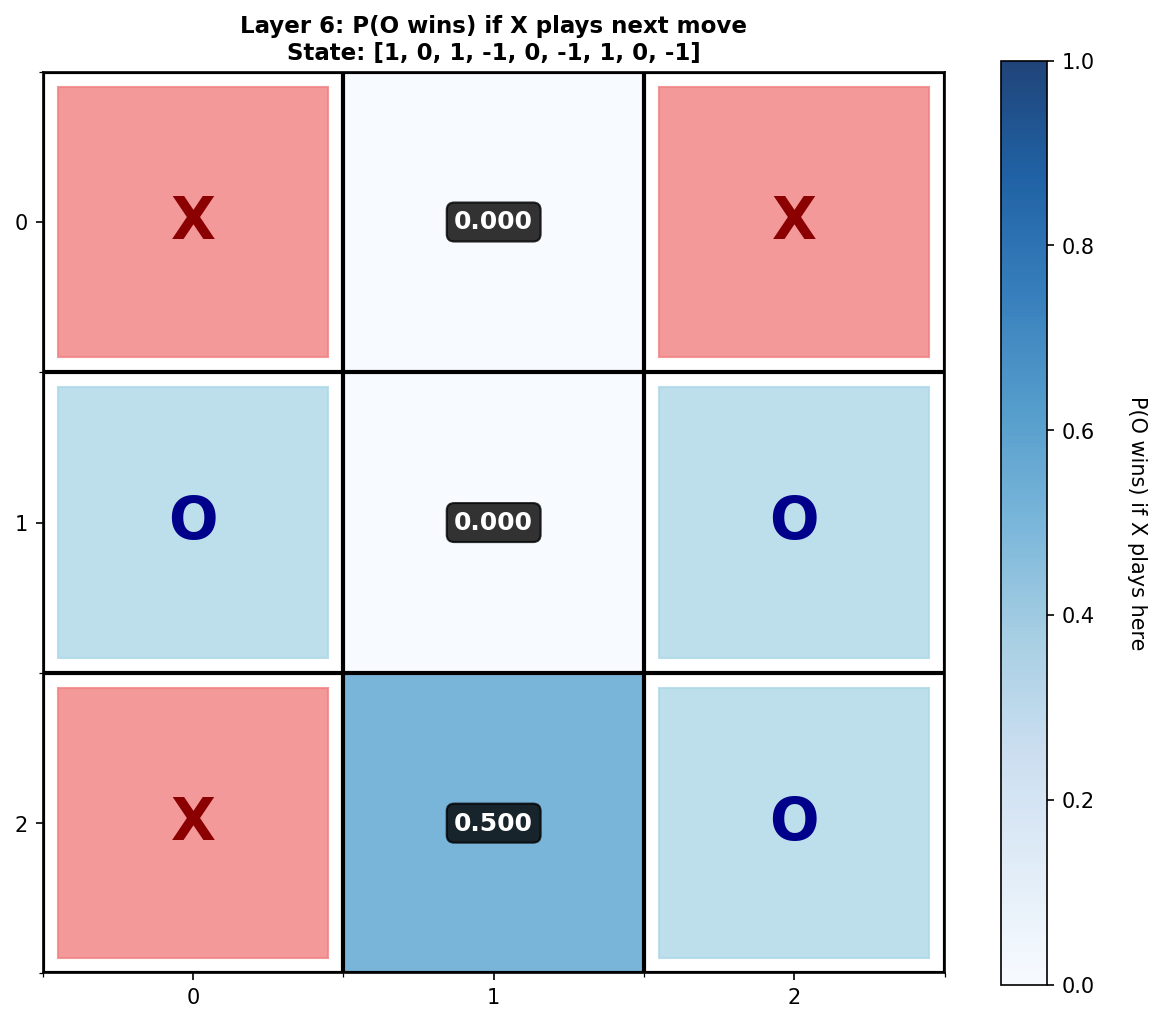 Layer 6: P(O wins) if X plays next move
State: [1, 0, 1, -1, 0, -1, 1, 0, -1]
X
0.000
X
O
0.000
O
X
0.500
O
0
1
2
0
1
2
1.0
0.8
0.6
0.4
0.2
0.0
P(O wins) if X plays here